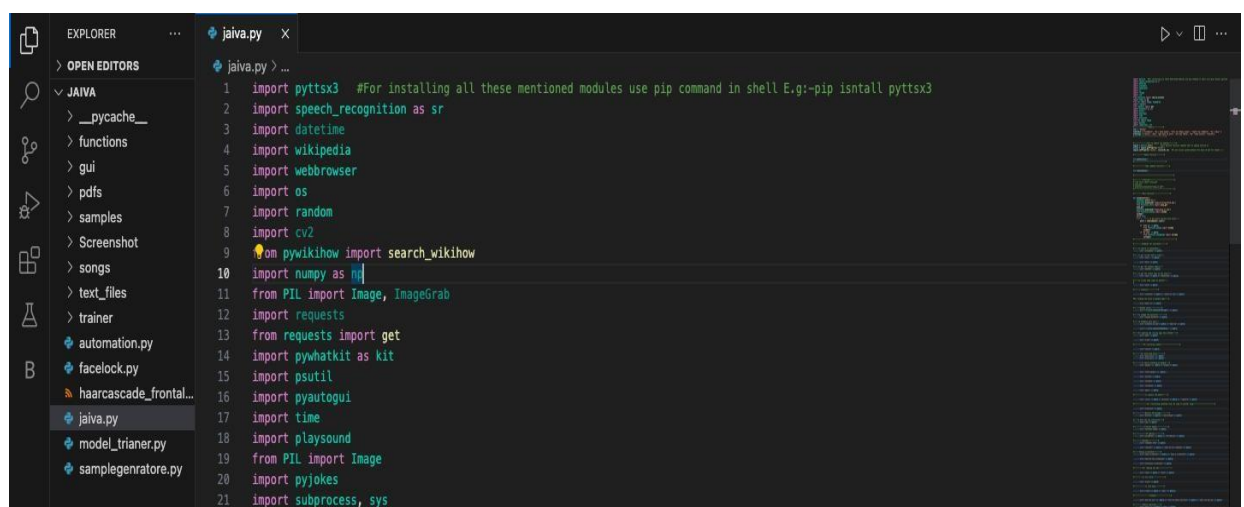 EXPLORER ...
OPEN EDITORS
JAIVA
__pycache__
functions
gui
pdfs
samples
Screenshot
songs
text_files
trainer
automation.py
facelock.py
haarcascade_frontal...
jaiva.py
model_trianer.py
samplegenratore.py
jaiva.py X
jaiva.py > ...
1 import pyttsx3 #For installing all these mentioned modules use pip command in shell E.g:-pip isntall pyttsx3
2 import speech_recognition as sr
3 import datetime
4 import wikipedia
5 import webbrowser
6 import os
7 import random
8 import cv2
9 om pywikihow import search_wikihow
10 import numpy as np
11 from PIL import Image, ImageGrab
12 import requests
13 from requests import get
14 import pywhatkit as kit
15 import psutil
16 import pyautogui
17 import time
18 import playsound
19 from PIL import Image
20 import pyjokes
21 import subprocess, sys